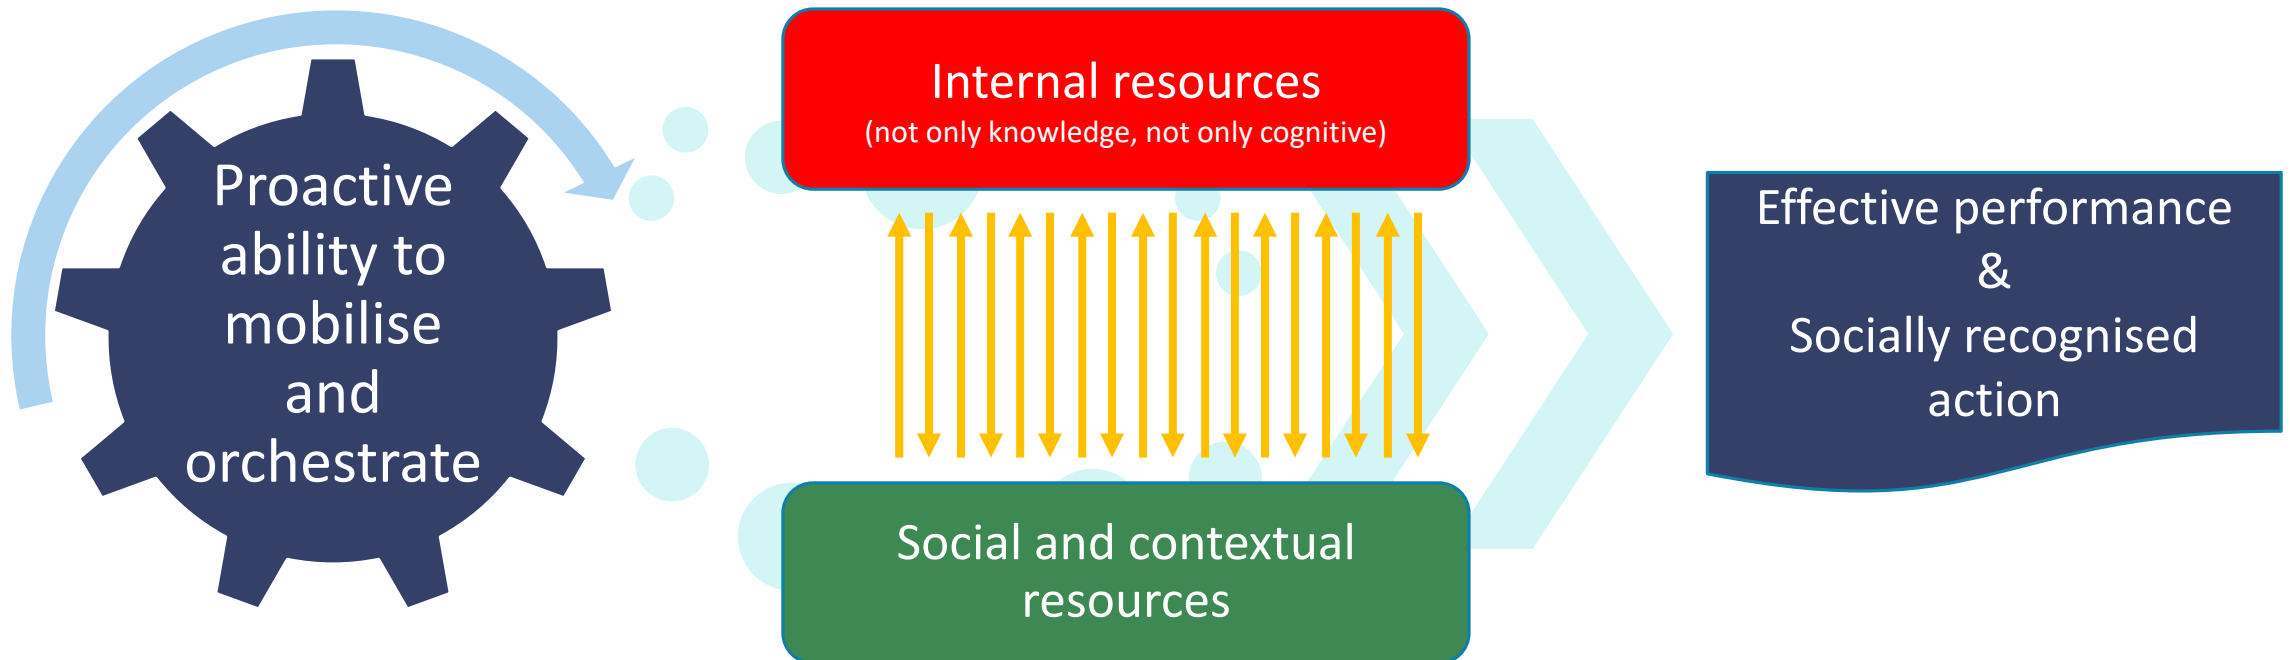 Proactive
ability to
mobilise
and
orchestrate
Internal resources
(not only knowledge, not only cognitive)
Social and contextual
resources
Effective performance
&
Socially recognised
action